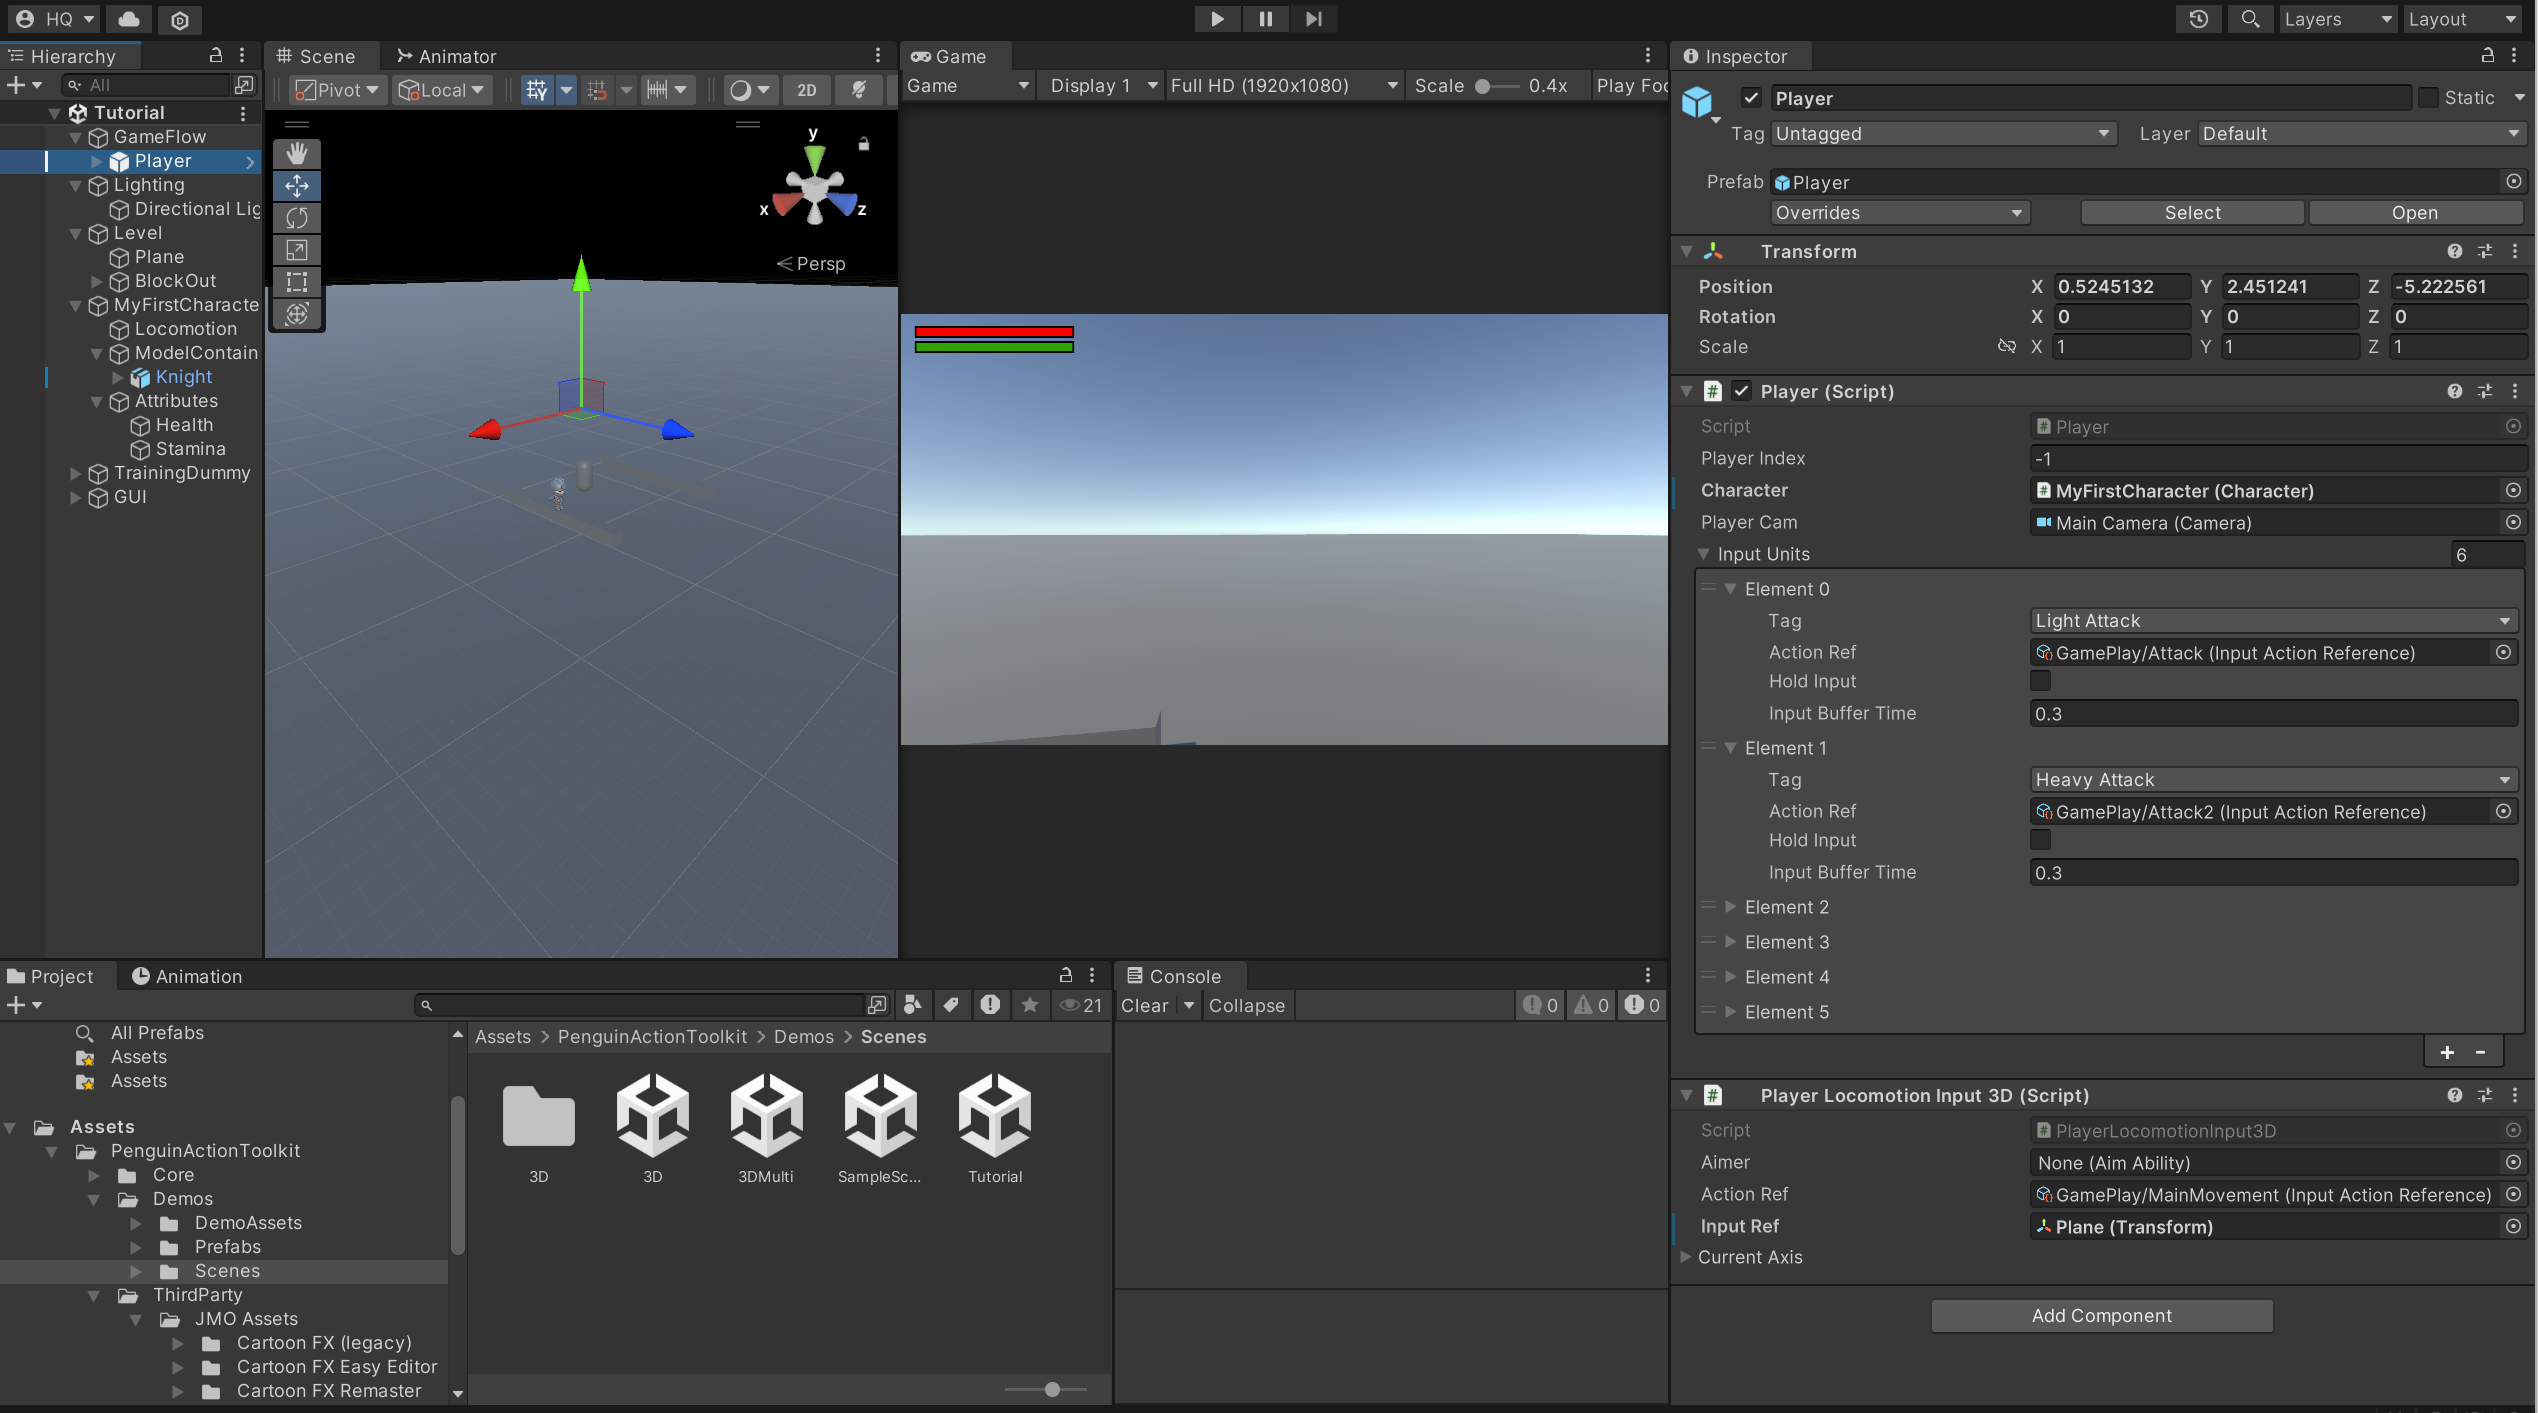 HQ
Layers
Layout
Hierarchy
All
Tutorial
GameFlow
Player
Lighting
Directional Lig
Level
Plane
BlockOut
MyFirstCharacte
Locomotion
ModelContain
Knight
Attributes
Health
Stamina
TrainingDummy
GUI
Scene
Animator
Pivot
Local
2D
y
x
z
Persp
Game
Game
Display 1
Full HD (1920x1080)
Scale
0.4x
Play Foc
Inspector
Player
Static
Tag
Untagged
Layer
Default
Prefab
Player
Overrides
Select
Open
Transform
Position X 0.5245132 Y 2.451241 Z -5.222561
Rotation X 0 Y 0 Z 0
Scale X 1 Y 1 Z 1
# Player (Script)
Script # Player
Player Index -1
Character # MyFirstCharacter (Character)
Player Cam Main Camera (Camera)
Input Units 6
Element 0
Tag Light Attack
Action Ref GamePlay/Attack (Input Action Reference)
Hold Input
Input Buffer Time 0.3
Element 1
Tag Heavy Attack
Action Ref GamePlay/Attack2 (Input Action Reference)
Hold Input
Input Buffer Time 0.3
Element 2
Element 3
Element 4
Element 5
+ -
# Player Locomotion Input 3D (Script)
Script # PlayerLocomotionInput3D
Aimer None (Aim Ability)
Action Ref GamePlay/MainMovement (Input Action Reference)
Input Ref Plane (Transform)
Current Axis
Add Component
Project
Animation
21
All Prefabs
Assets
Assets
Assets
PenguinActionToolkit
Core
Demos
DemoAssets
Prefabs
Scenes
ThirdParty
JMO Assets
Cartoon FX (legacy)
Cartoon FX Easy Editor
Cartoon FX Remaster
Assets > PenguinActionToolkit > Demos > Scenes
3D
3D
3DMulti
SampleSc...
Tutorial
Console
Clear
Collapse
0
0
0